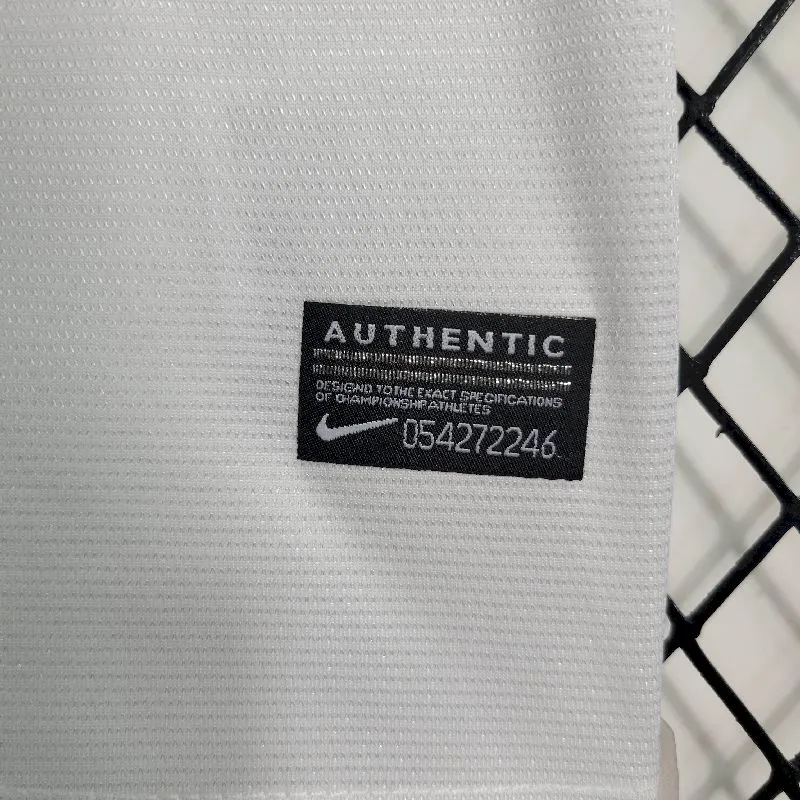 AUTHENTIC
DESIGND TO THE EXACT SPECIFICATIONS
OF CHAMPIONSHIP ATHLETES
054272246